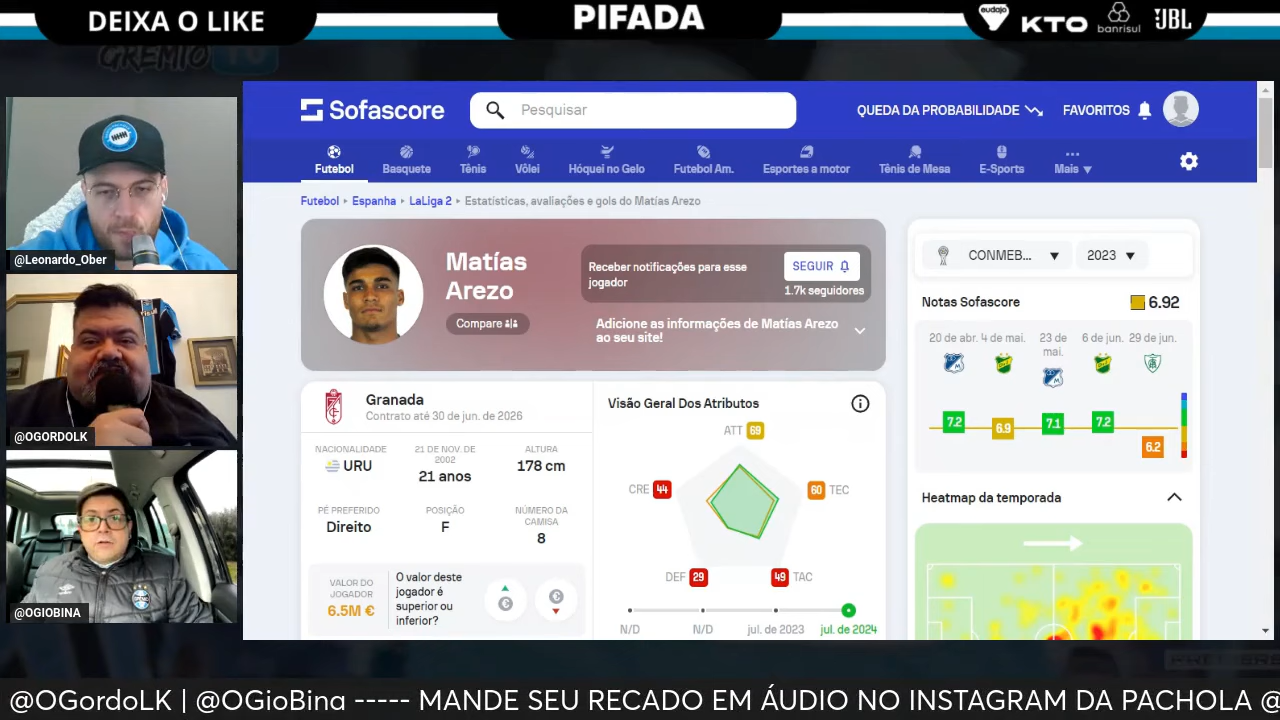 DEIXA O LIKE
PIFADA
eudajo
KTO
banrisul
JBL
GRÊMIO
@Leonardo_Ober
@OGORDOLK
@OGIOBINA
Sofascore
Pesquisar
QUEDA DA PROBABILIDADE
FAVORITOS
Futebol
Basquete
Tênis
Vôlei
Hóquei no Gelo
Futebol Am.
Esportes a motor
Tênis de Mesa
E-Sports
Mais
Futebol
Espanha
LaLiga 2
Estatísticas, avaliações e gols do Matías Arezo
Matías
Arezo
Compare
Receber notificações para esse
jogador
SEGUIR
1.7k seguidores
Adicione as informações de Matías Arezo
ao seu site!
Granada
Contrato até 30 de jun. de 2026
NACIONALIDADE
URU
21 DE NOV. DE
2002
21 anos
ALTURA
178 cm
PÉ PREFERIDO
Direito
POSIÇÃO
F
NÚMERO DA
CAMISA
8
VALOR DO
JOGADOR
6.5M €
O valor deste
jogador é
superior ou
inferior?
Visão Geral Dos Atributos
ATT 69
CRE 44
60 TEC
DEF 29
49 TAC
N/D
N/D
jul. de 2023
jul. de 2024
CONMEB...
2023
Notas Sofascore
6.92
20 de abr.
4 de mai.
23 de
mai.
6 de jun.
29 de jun.
7.2
6.9
7.1
7.2
6.2
Heatmap da temporada
@OGordoLK | @OGioBina ----- MANDE SEU RECADO EM ÁUDIO NO INSTAGRAM DA PACHOLA @